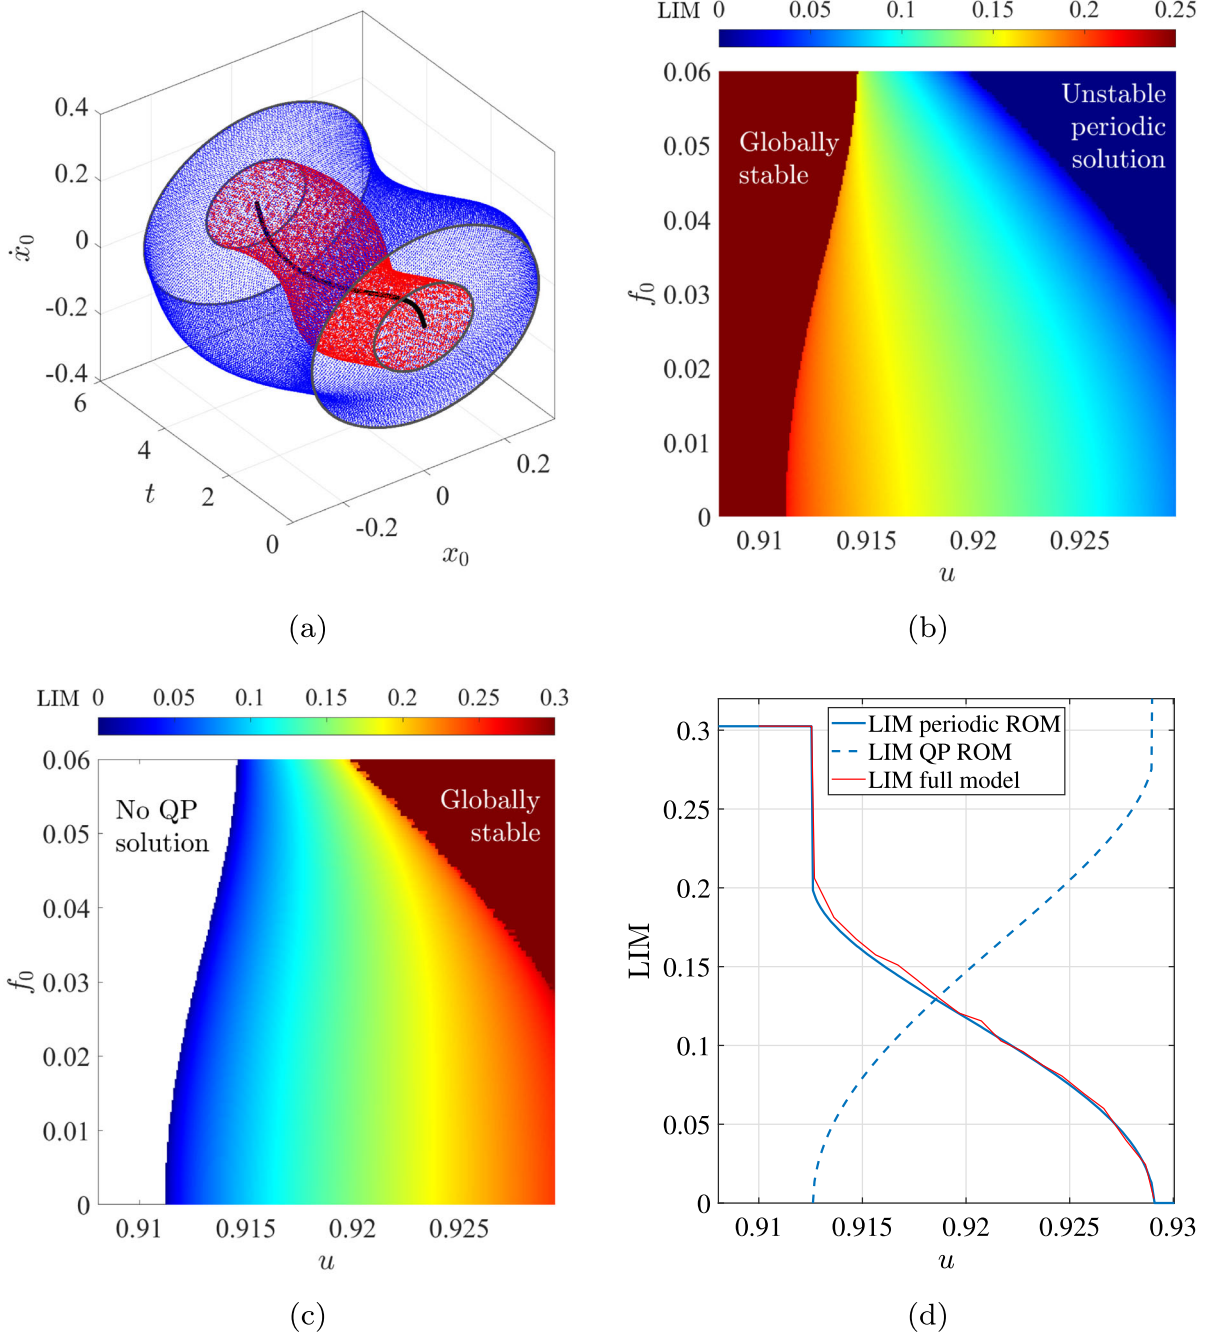 0.4
0.2
0
-0.2
-0.4
ẋ₀
6
4
2
0
t
-0.2
0
0.2
x₀
(a)
LIM 0 0.05 0.1 0.15 0.2 0.25
0.06
0.05
0.04
0.03
0.02
0.01
0
f₀
Globally
stable
Unstable
periodic
solution
0.91 0.915 0.92 0.925
u
(b)
LIM 0 0.05 0.1 0.15 0.2 0.25 0.3
0.06
0.05
0.04
0.03
0.02
0.01
0
f₀
No QP
solution
Globally
stable
0.91 0.915 0.92 0.925
u
(c)
LIM periodic ROM
LIM QP ROM
LIM full model
0.3
0.25
0.2
0.15
0.1
0.05
0
LIM
0.91 0.915 0.92 0.925 0.93
u
(d)